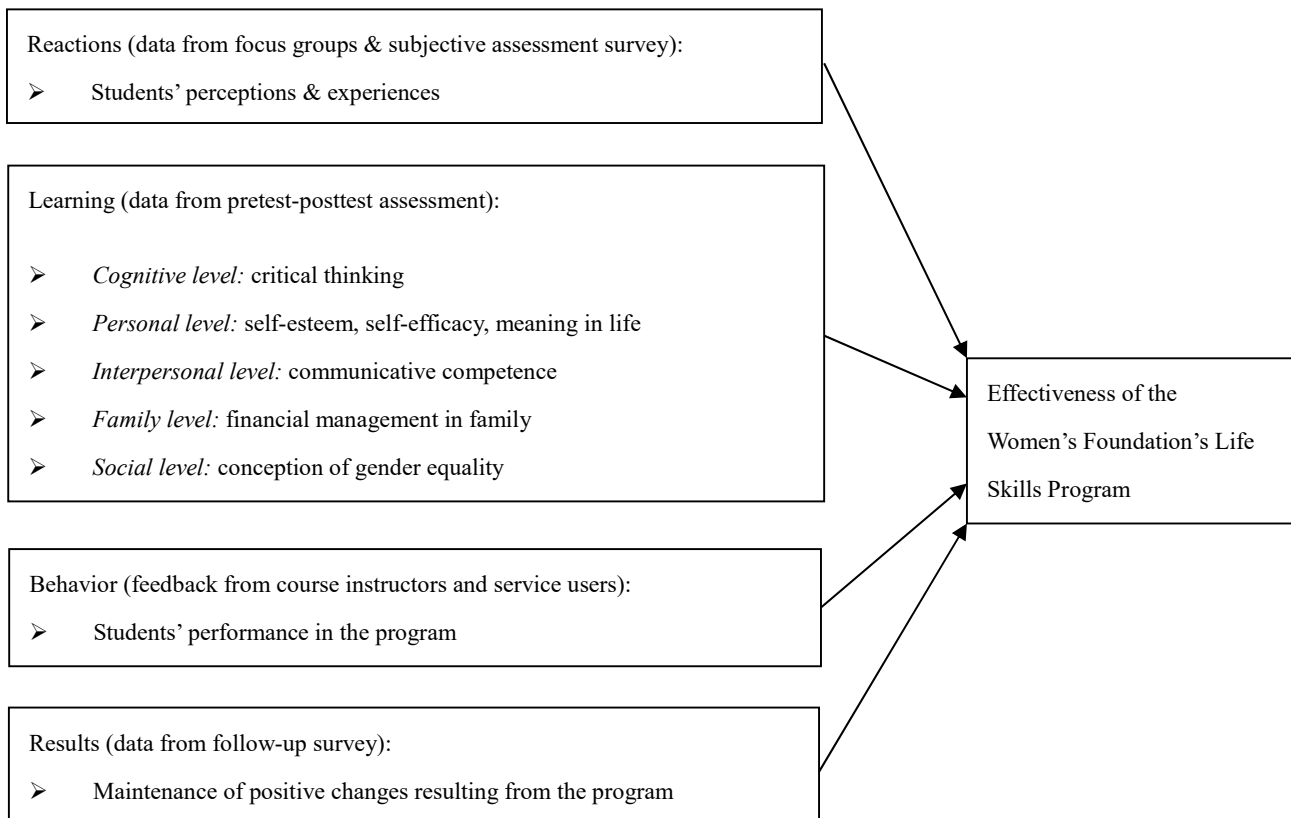 Reactions (data from focus groups & subjective assessment survey):
➢ Students’ perceptions & experiences
Learning (data from pretest-posttest assessment):
➢ Cognitive level: critical thinking
➢ Personal level: self-esteem, self-efficacy, meaning in life
➢ Interpersonal level: communicative competence
➢ Family level: financial management in family
➢ Social level: conception of gender equality
Effectiveness of the
Women’s Foundation’s Life
Skills Program
Behavior (feedback from course instructors and service users):
➢ Students’ performance in the program
Results (data from follow-up survey):
➢ Maintenance of positive changes resulting from the program